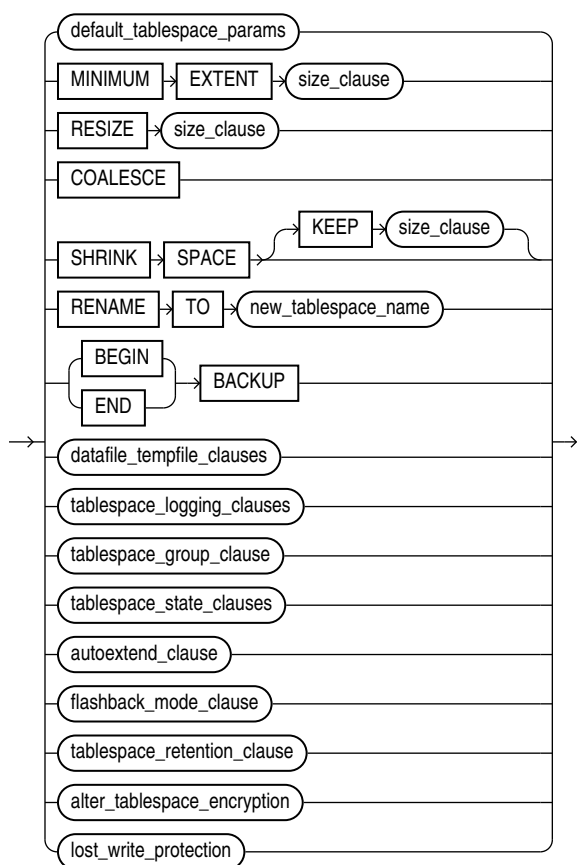 default_tablespace_params
MINIMUM EXTENT size_clause
RESIZE size_clause
COALESCE
KEEP size_clause
SHRINK SPACE
RENAME TO new_tablespace_name
BEGIN
BACKUP
END
datafile_tempfile_clauses
tablespace_logging_clauses
tablespace_group_clause
tablespace_state_clauses
autoextend_clause
flashback_mode_clause
tablespace_retention_clause
alter_tablespace_encryption
lost_write_protection